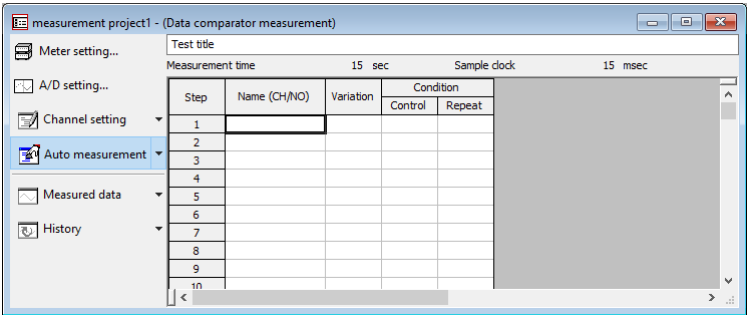 measurement project1 - (Data comparator measurement)
Meter setting...
A/D setting...
Channel setting
Auto measurement
Measured data
History
Test title
Measurement time 15 sec Sample clock 15 msec
Step Name (CH/NO) Variation Condition
Control Repeat
1
2
3
4
5
6
7
8
9
10